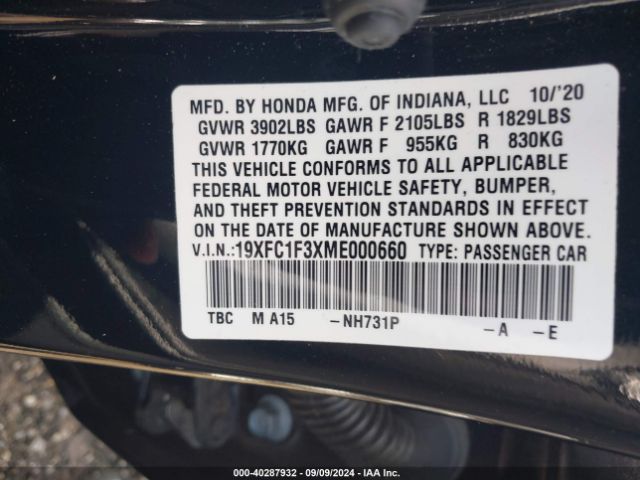 MFD. BY HONDA MFG. OF INDIANA, LLC 10/'20
GVWR 3902LBS GAWR F 2105LBS R 1829LBS
GVWR 1770KG GAWR F 955KG R 830KG
THIS VEHICLE CONFORMS TO ALL APPLICABLE
FEDERAL MOTOR VEHICLE SAFETY, BUMPER,
AND THEFT PREVENTION STANDARDS IN EFFECT
ON THE DATE OF MANUFACTURE SHOWN ABOVE.
V.I.N.:19XFC1F3XME000660 TYPE: PASSENGER CAR
TBC M A15 -NH731P -A -E
000-40287932 - 09/09/2024 - IAA Inc.